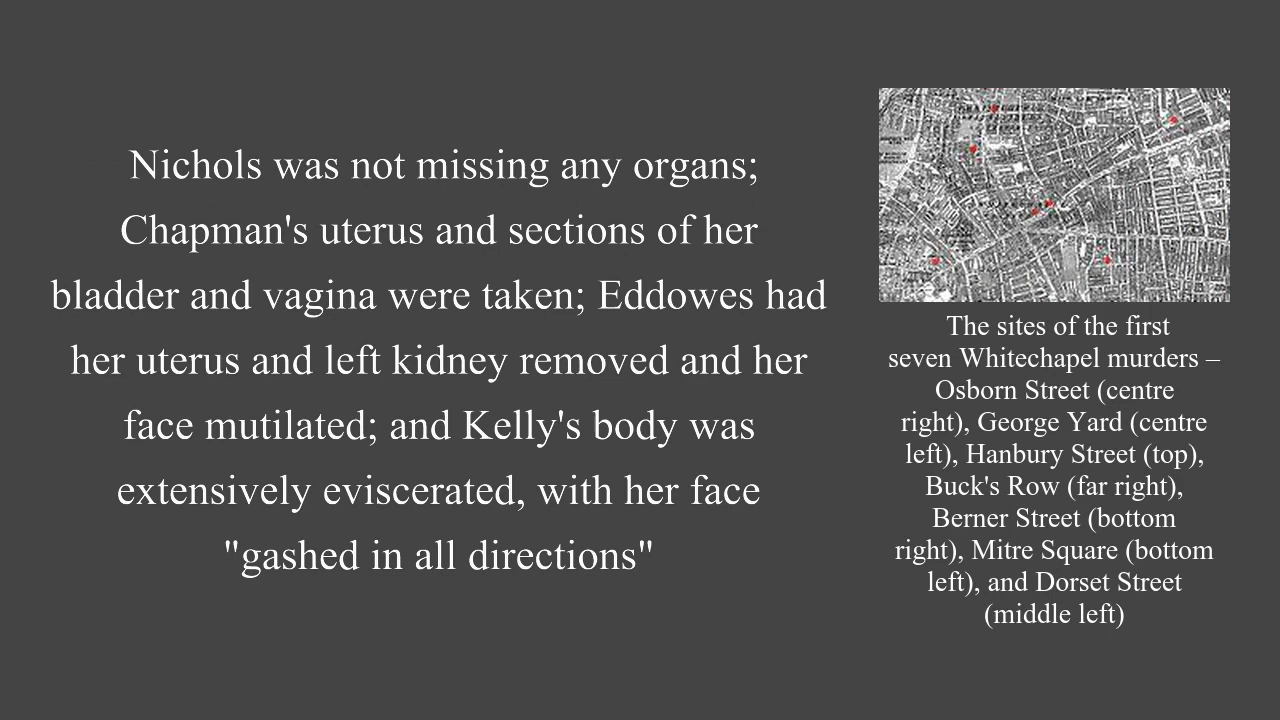 Nichols was not missing any organs;
Chapman's uterus and sections of her
bladder and vagina were taken; Eddowes had
her uterus and left kidney removed and her
face mutilated; and Kelly's body was
extensively eviscerated, with her face
"gashed in all directions"
The sites of the first
seven Whitechapel murders –
Osborn Street (centre
right), George Yard (centre
left), Hanbury Street (top),
Buck's Row (far right),
Berner Street (bottom
right), Mitre Square (bottom
left), and Dorset Street
(middle left)